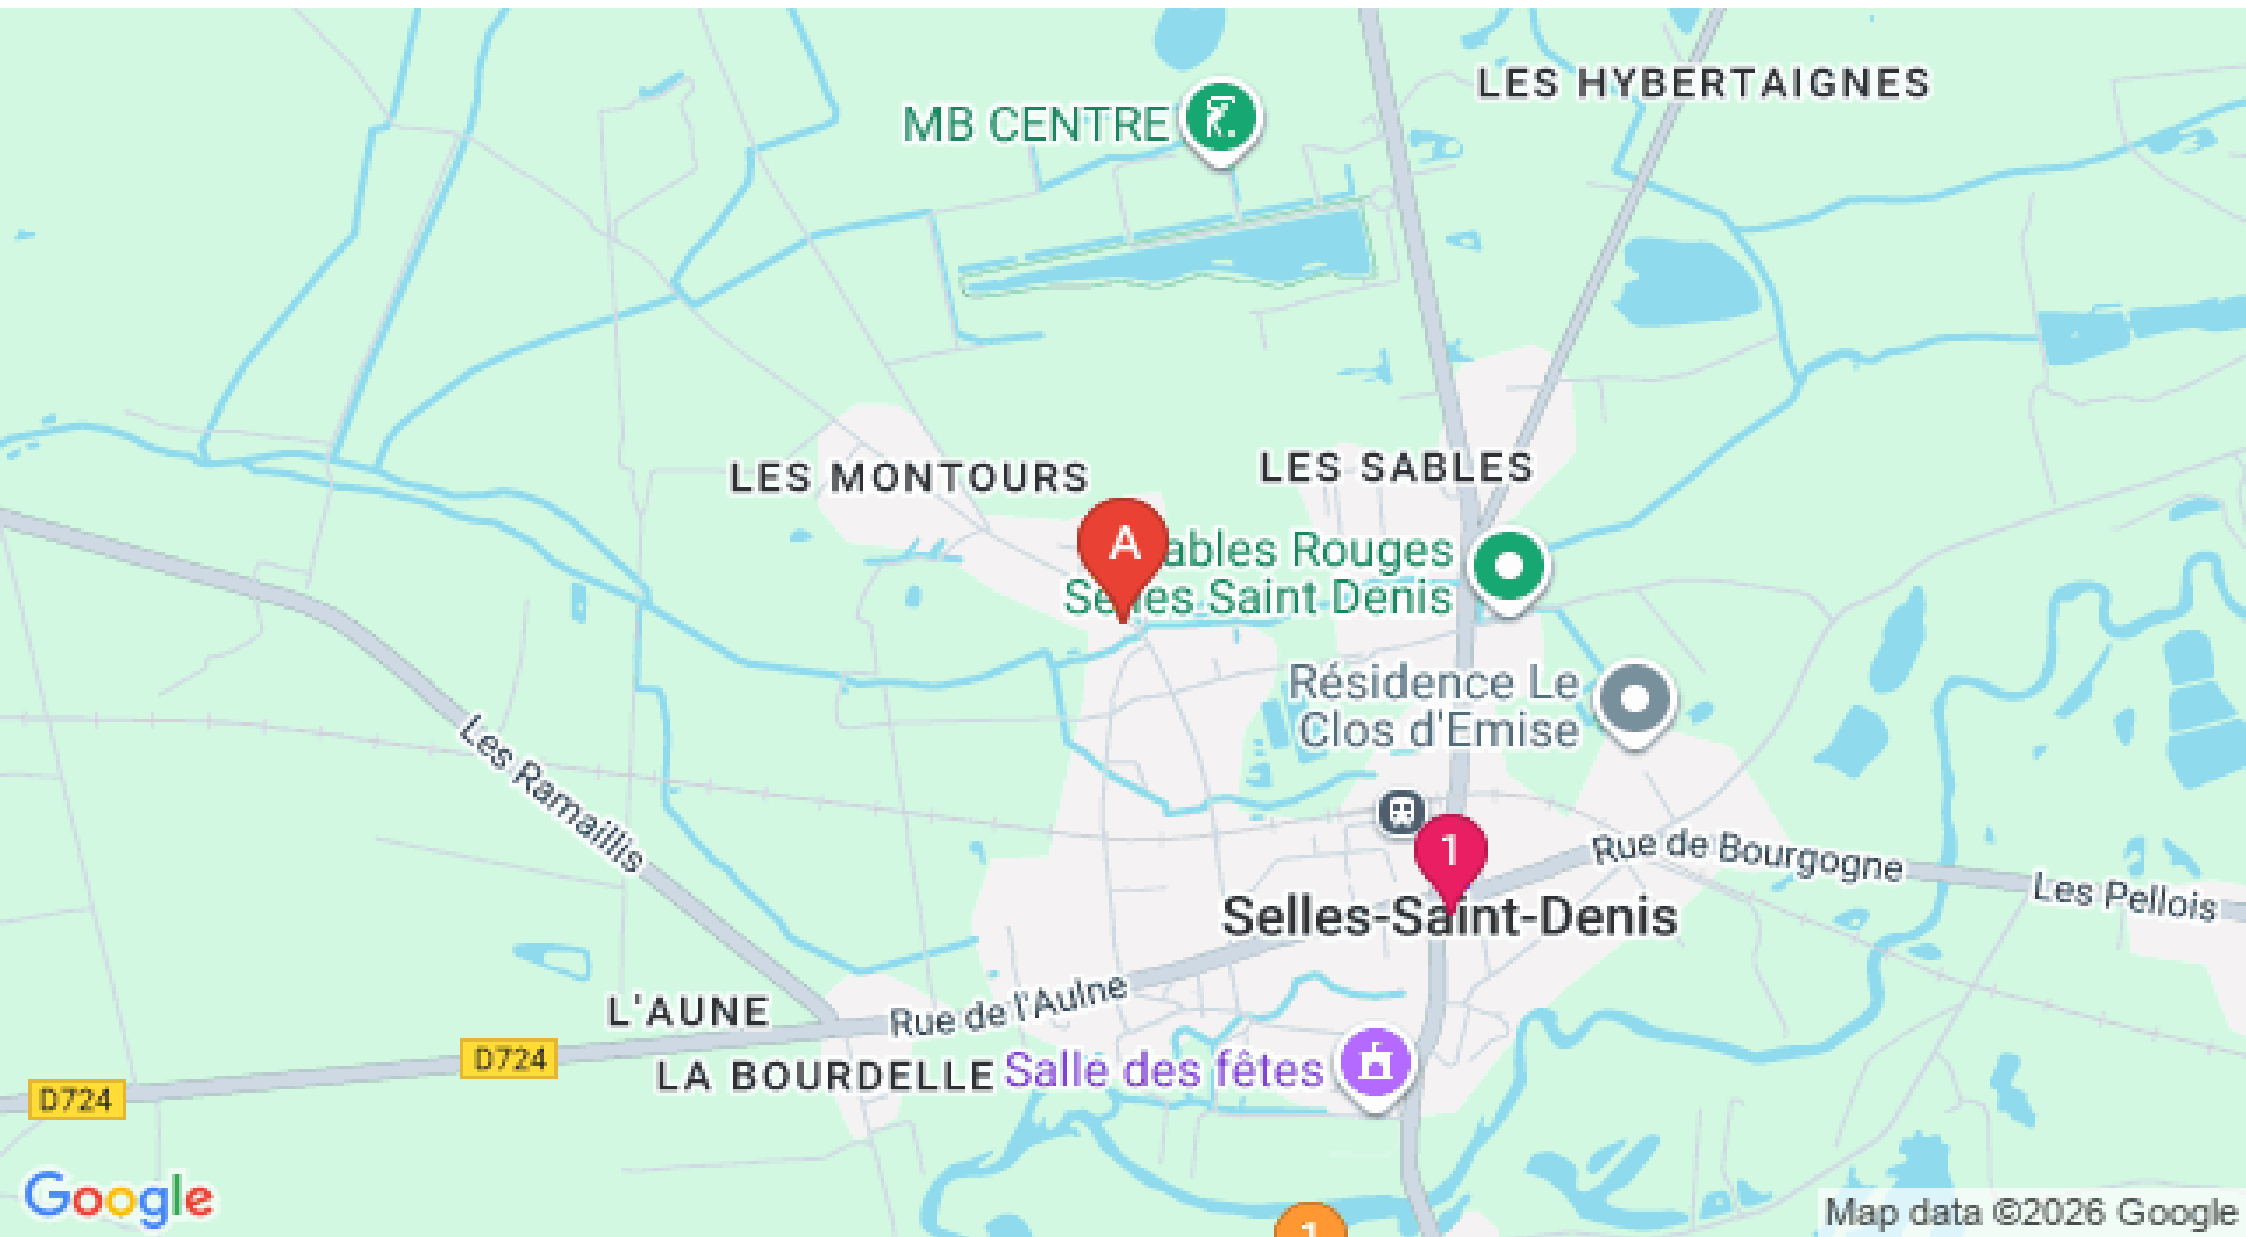 LES HYBERTAIGNES
MB CENTRE
LES MONTOURS
LES SABLES
A
ables Rouges
Selles Saint Denis
Résidence Le
Clos d'Emise
Les Ramaillis
1
Rue de Bourgogne
Les Pellois
Selles-Saint-Denis
L'AUNE
Rue de l'Aulne
D724
LA BOURDELLE
Salle des fêtes
D724
Google
1
Map data ©2026 Google